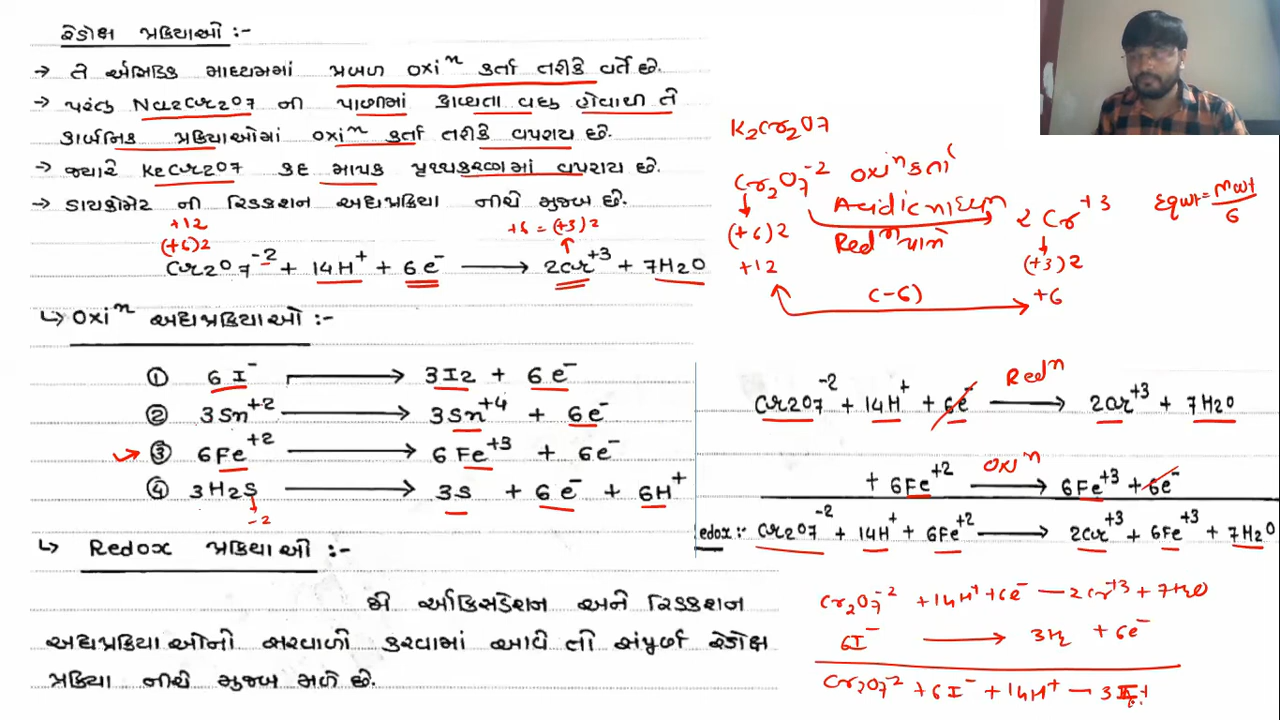 રેડોક્ષ પ્રક્રિયાઓ :-
→ તે એસિડિક માધ્યમમાં પ્રબળ oxiⁿ કર્તા તરીકે વર્તે છે.
→ પરંતુ Na2Cr2O7 ની પાણીમાં દ્રાવ્યતા વધુ હોવાથી તે
કાર્બનિક પ્રક્રિયાઓમાં oxiⁿ કર્તા તરીકે વપરાય છે.
→ જ્યારે K2Cr2O7 કદ માપક પૃથ્થકરણમાં વપરાય છે.
→ ડાયક્રોમેટ ની રિડક્શન અર્ધપ્રક્રિયા નીચે મુજબ છે.
+12
(+6)2
+6 = (+3)2
Cr2O7⁻² + 14H⁺ + 6e⁻ → 2Cr⁺³ + 7H2O
↳ Oxiⁿ અર્ધપ્રક્રિયાઓ :-
① 6I⁻ → 3I2 + 6e⁻
② 3Sn⁺² → 3Sn⁺⁴ + 6e⁻
③ 6Fe⁺² → 6Fe⁺³ + 6e⁻
④ 3H2S → 3S + 6e⁻ + 6H⁺
-2
↳ Redox પ્રક્રિયાઓ :-
ઓક્સિડેશન અને રિડક્શન
અર્ધપ્રક્રિયાઓનો સરવાળો કરવામાં આવે તો સંપૂર્ણ રેડોક્ષ
પ્રક્રિયા નીચે મુજબ મળે છે.
K2Cr2O7
Cr2O7⁻² oxiⁿ કર્તા
Acidic માધ્યમ
Redⁿ પામે
2Cr⁺³
(+6)2
+12
(+3)2
+6
(-6)
Eqwt = Mwt/6
Redⁿ
Cr2O7⁻² + 14H⁺ + 6e⁻ → 2Cr⁺³ + 7H2O
oxiⁿ
+ 6Fe⁺² → 6Fe⁺³ + 6e⁻
edox :- Cr2O7⁻² + 14H⁺ + 6Fe⁺² → 2Cr⁺³ + 6Fe⁺³ + 7H2O
Cr2O7⁻² + 14H⁺ + 6e⁻ — 2Cr⁺³ + 7H2O
6I⁻ → 3I2 + 6e⁻
Cr2O7⁻² + 6I⁻ + 14H⁺ — 3I